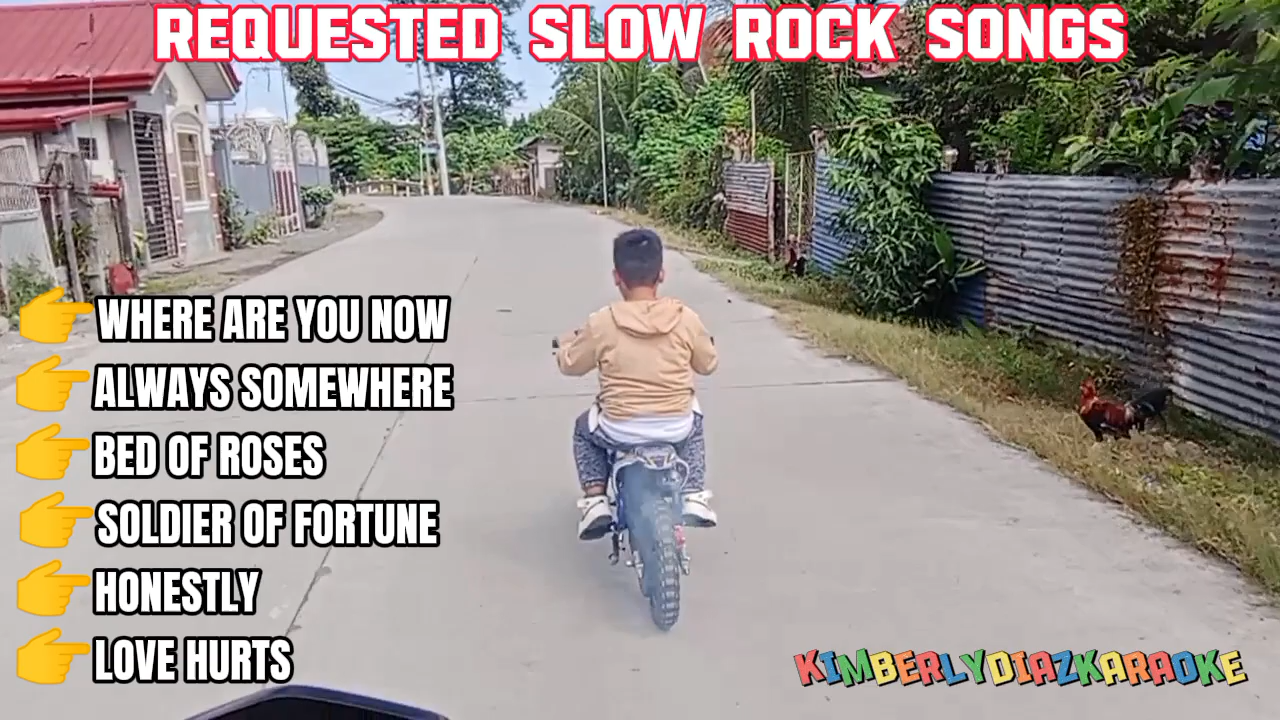 REQUESTED SLOW ROCK SONGS
WHERE ARE YOU NOW
ALWAYS SOMEWHERE
BED OF ROSES
SOLDIER OF FORTUNE
HONESTLY
LOVE HURTS
KIMBERLYDIAZKARAOKE